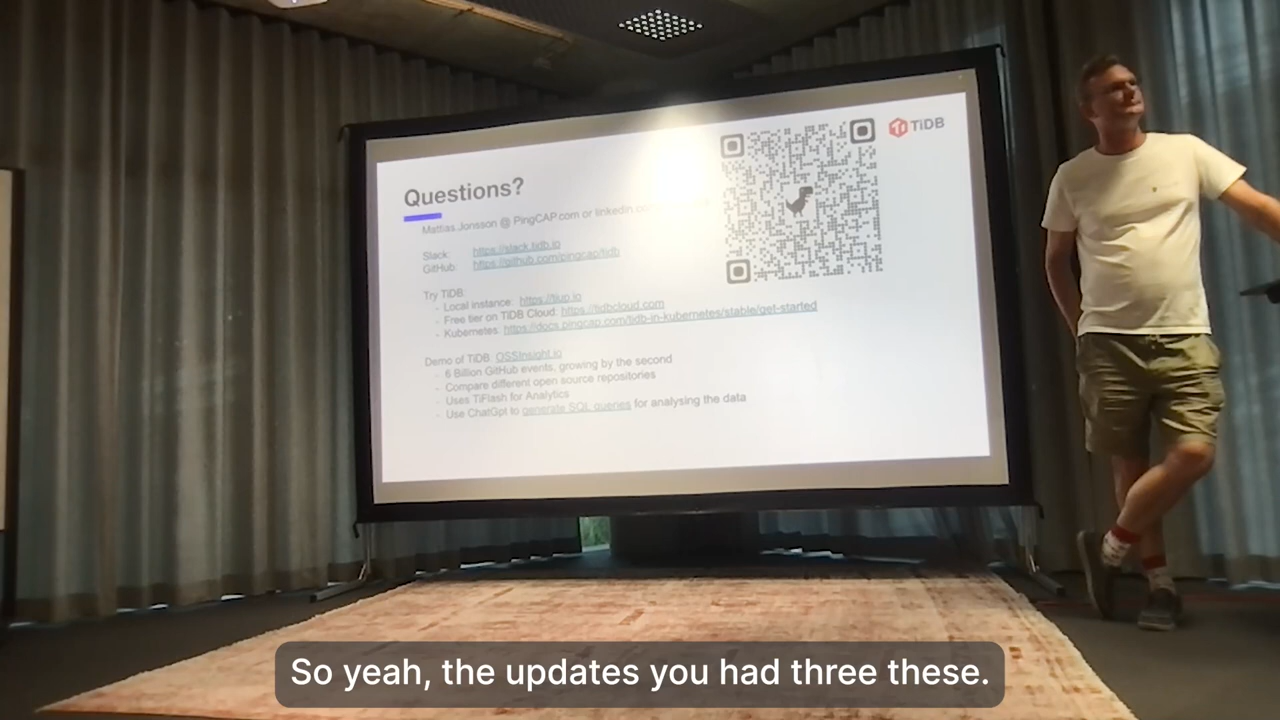 TiDB
Questions?
Mattias Jonsson @ PingCAP.com or linkedin.co
Slack: https://slack.tidb.io
GitHub: https://github.com/pingcap/tidb
Try TiDB:
- Local instance: https://tiup.io
- Free tier on TiDB Cloud: https://tidbcloud.com
- Kubernetes: https://docs.pingcap.com/tidb-in-kubernetes/stable/get-started
Demo of TiDB: OSSInsight.io
- 6 Billion GitHub events, growing by the second
- Compare different open source repositories
- Uses TiFlash for Analytics
- Use ChatGpt to generate SQL queries for analysing the data
So yeah, the updates you had three these.